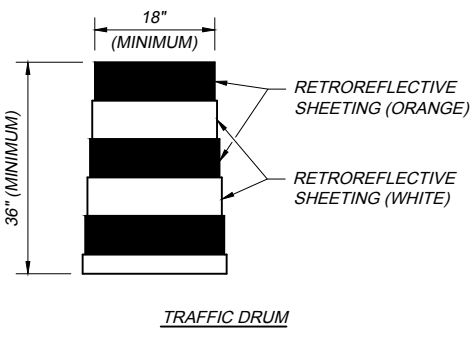 18"
(MINIMUM)
36" (MINIMUM)
RETROREFLECTIVE
SHEETING (ORANGE)
RETROREFLECTIVE
SHEETING (WHITE)
TRAFFIC DRUM